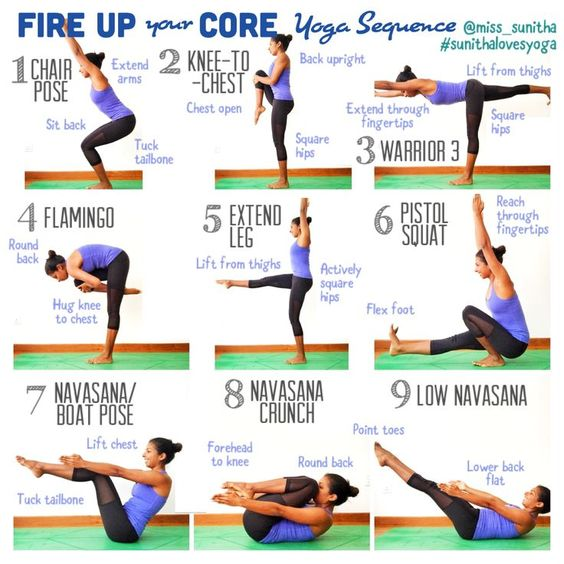 FIRE UP your CORE Yoga Sequence @miss_sunitha
#sunithalovesyoga
1 CHAIR
POSE
Extend
arms
Sit back
Tuck
tailbone
2 KNEE-TO
-CHEST
Back upright
Chest open
Square
hips
Lift from thighs
Extend through
fingertips
Square
hips
3 WARRIOR 3
4 FLAMINGO
Round
back
Hug knee
to chest
5 EXTEND
LEG
Lift from thighs
Actively
square
hips
6 PISTOL
SQUAT
Reach
through
fingertips
Flex foot
7 NAVASANA/
BOAT POSE
Lift chest
Tuck tailbone
8 NAVASANA
CRUNCH
Forehead
to knee
Round back
9 LOW NAVASANA
Point toes
Lower back
flat